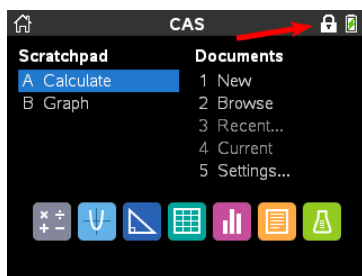 CAS
Scratchpad
A Calculate
B Graph
Documents
1 New
2 Browse
3 Recent...
4 Current
5 Settings...